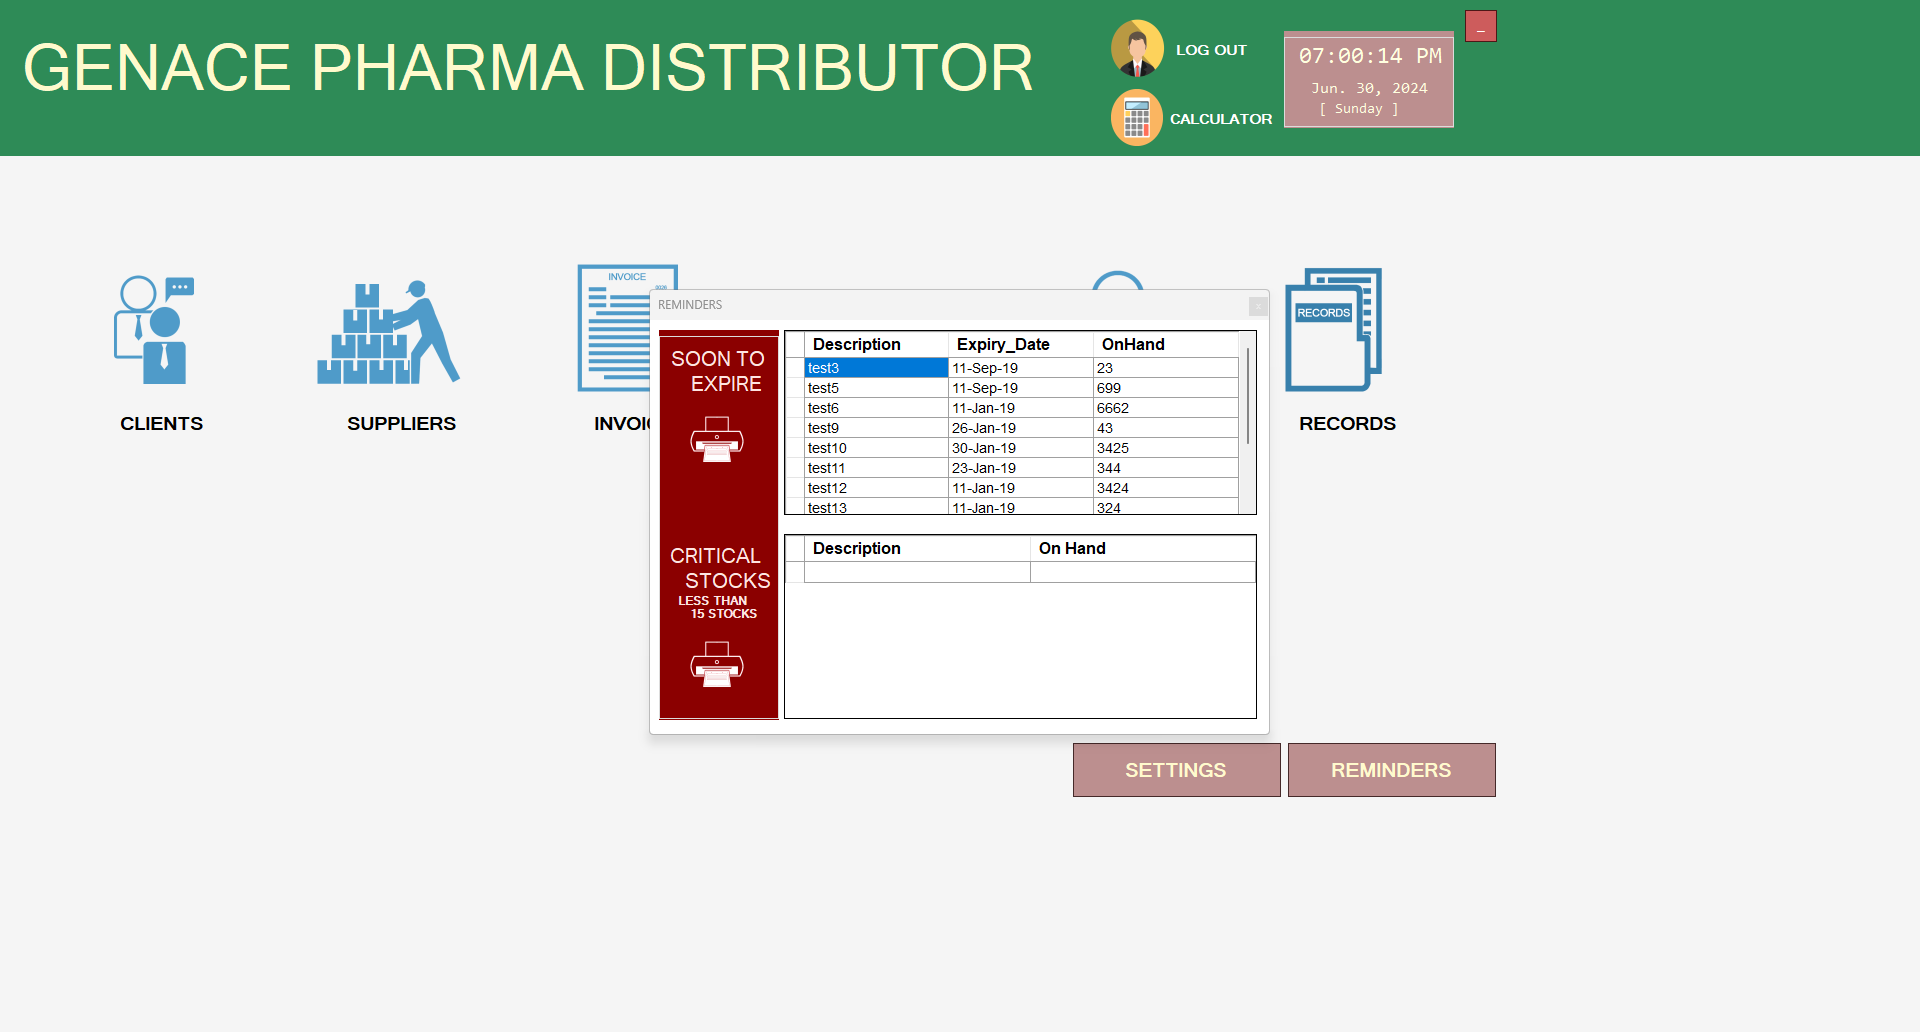 GENACE PHARMA DISTRIBUTOR
LOG OUT
CALCULATOR
07:00:14 PM
Jun. 30, 2024
[ Sunday ]
_
INVOICE
RECORDS
CLIENTS
SUPPLIERS
RECORDS
REMINDERS
x
SOON TO
EXPIRE
Description Expiry_Date OnHand
test3 11-Sep-19 23
test5 11-Sep-19 699
test6 11-Jan-19 6662
test9 26-Jan-19 43
test10 30-Jan-19 3425
test11 23-Jan-19 344
test12 11-Jan-19 3424
test13 11-Jan-19 324
CRITICAL
STOCKS
LESS THAN
15 STOCKS
Description On Hand
SETTINGS
REMINDERS